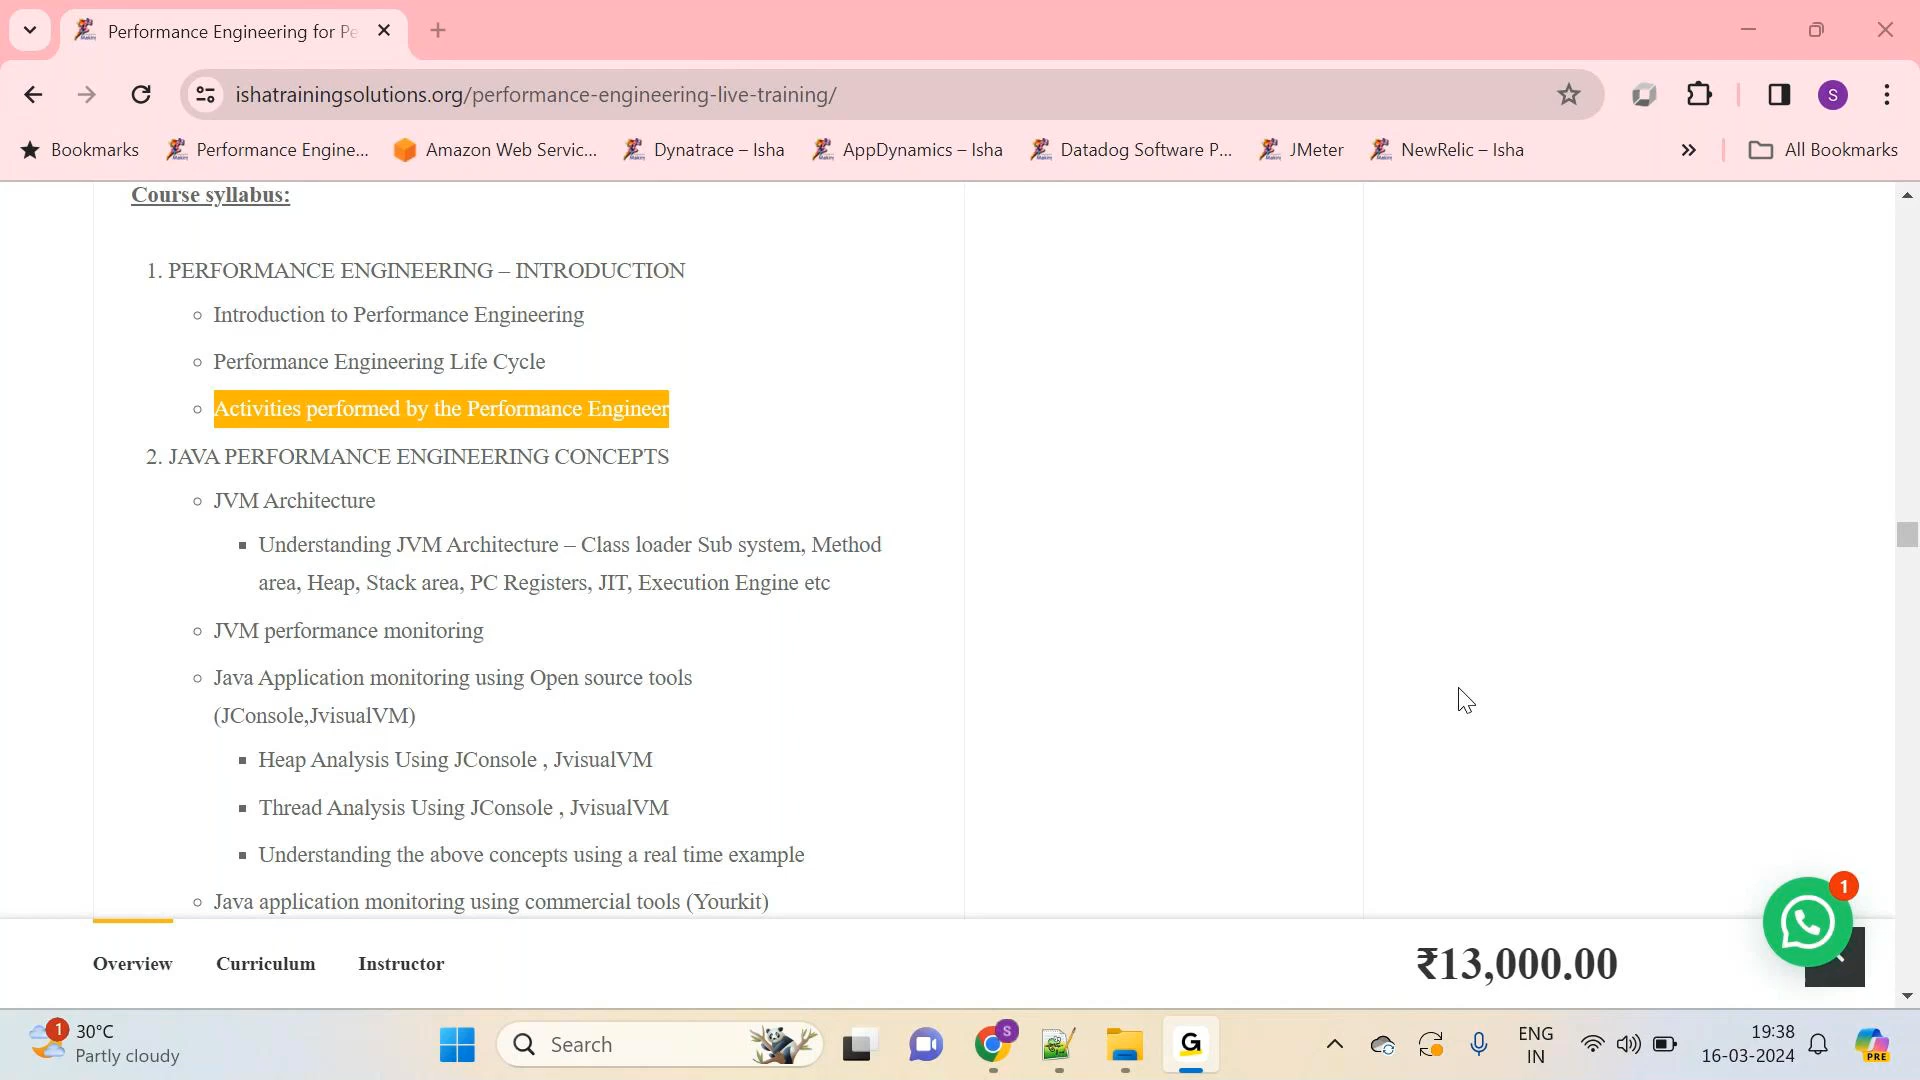 Performance Engineering for Pe
ishatrainingsolutions.org/performance-engineering-live-training/
S
Bookmarks
Performance Engine...
Amazon Web Servic...
Dynatrace – Isha
AppDynamics – Isha
Datadog Software P...
JMeter
NewRelic – Isha
»
All Bookmarks
Course syllabus:
1. PERFORMANCE ENGINEERING – INTRODUCTION
Introduction to Performance Engineering
Performance Engineering Life Cycle
Activities performed by the Performance Engineer
2. JAVA PERFORMANCE ENGINEERING CONCEPTS
JVM Architecture
Understanding JVM Architecture – Class loader Sub system, Method
area, Heap, Stack area, PC Registers, JIT, Execution Engine etc
JVM performance monitoring
Java Application monitoring using Open source tools
(JConsole,JvisualVM)
Heap Analysis Using JConsole , JvisualVM
Thread Analysis Using JConsole , JvisualVM
Understanding the above concepts using a real time example
Java application monitoring using commercial tools (Yourkit)
1
Overview
Curriculum
Instructor
₹13,000.00
1
30°C
Partly cloudy
Search
S
G
ENG
IN
19:38
16-03-2024
PRE